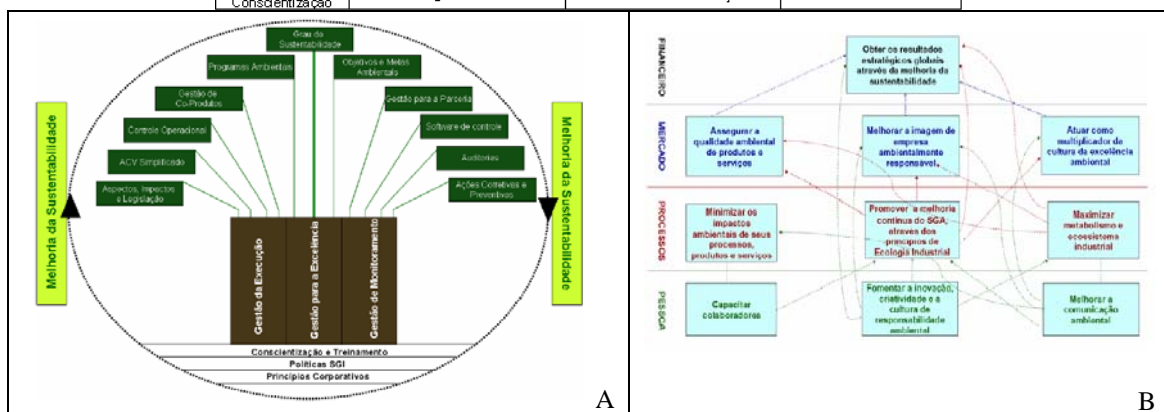 Conscientização
Grau do
Sustentabilidade
Programas Ambientais
Objetivos e Metas
Ambientais
Gestão de
Co-Produtos
Gestão para a Parceria
Controle Operacional
Software de controle
ACV Simplificado
Auditorias
Aspectos, Impactos
e Legislação
Ações Corretivas e
Preventivos
Melhoria da Sustentabilidade
Gestão da Execução
Gestão para a Excelência
Gestão de Monitoramento
Melhoria da Sustentabilidade
Conscientização e Treinamento
Políticas SGI
Princípios Corporativos
A
FINANCEIRO
Obter os resultados
estratégicos globais
através da melhoria da
sustentabilidade
MERCADO
Assegurar a
qualidade ambiental
de produtos e
serviços
Melhorar a imagem de
empresa
ambientalmente
responsável.
Atuar como
multiplicador de
cultura da excelência
ambiental
PROCESSOS
Minimizar os
impactos
ambientais de seus
processos,
produtos e serviços
Promover a melhoria
contínua do SGA,
através dos
princípios de
Ecologia Industrial
Maximizar
metabolismo e
ecossistema
industrial
PESSOA
Capacitar
colaboradores
Fomentar a inovação,
criatividade e a
cultura de
responsabilidade
ambiental
Melhorar a
comunicação
ambiental
B